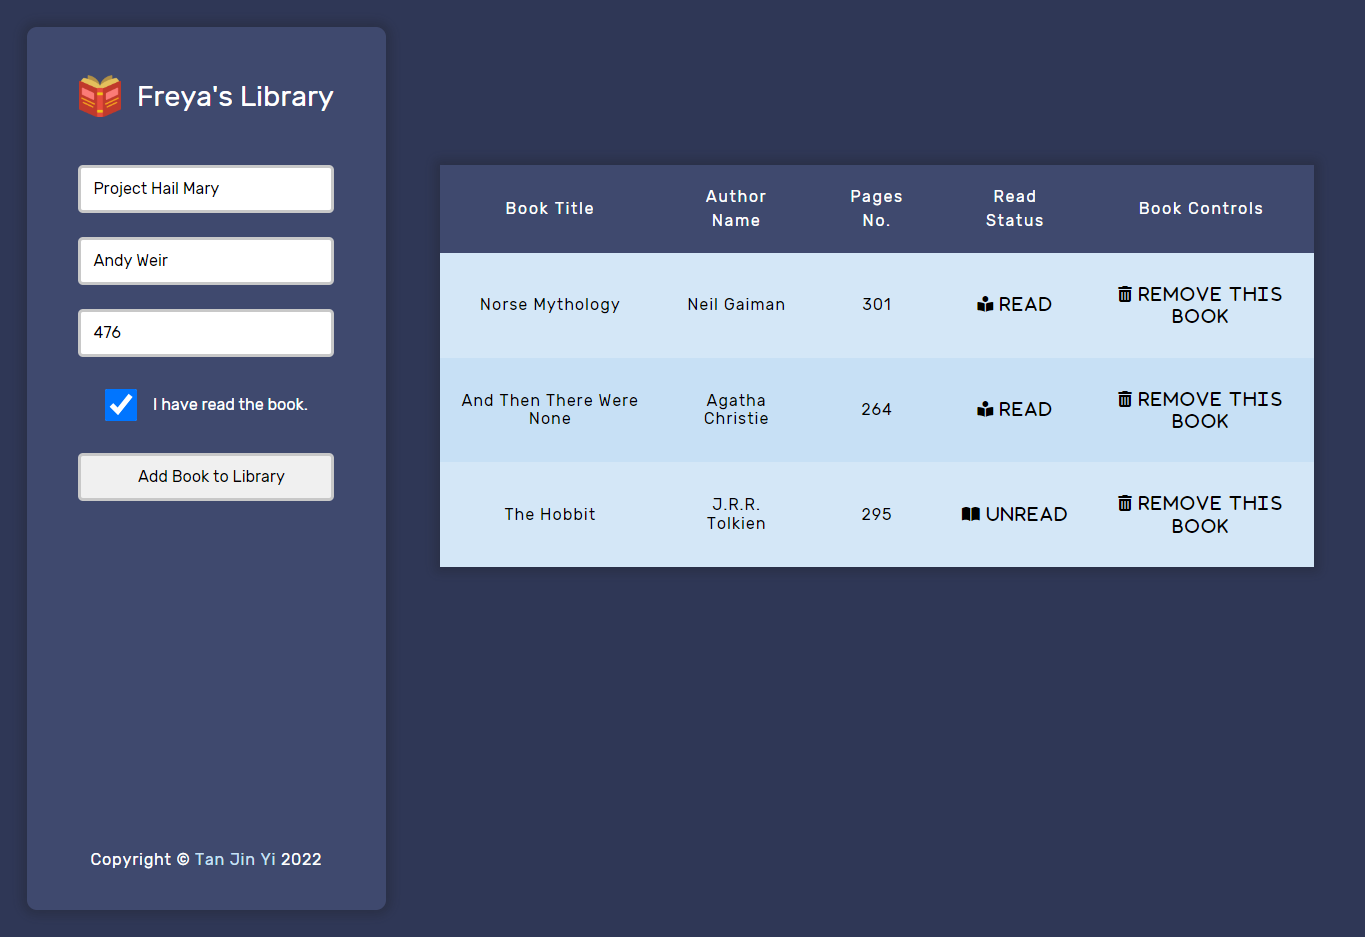 Freya's Library
Project Hail Mary
Andy Weir
476
I have read the book.
Add Book to Library
Copyright © Tan Jin Yi 2022
Book Title
Author
Name
Pages
No.
Read
Status
Book Controls
Norse Mythology
Neil Gaiman
301
READ
REMOVE THIS
BOOK
And Then There Were
None
Agatha
Christie
264
READ
REMOVE THIS
BOOK
The Hobbit
J.R.R.
Tolkien
295
UNREAD
REMOVE THIS
BOOK